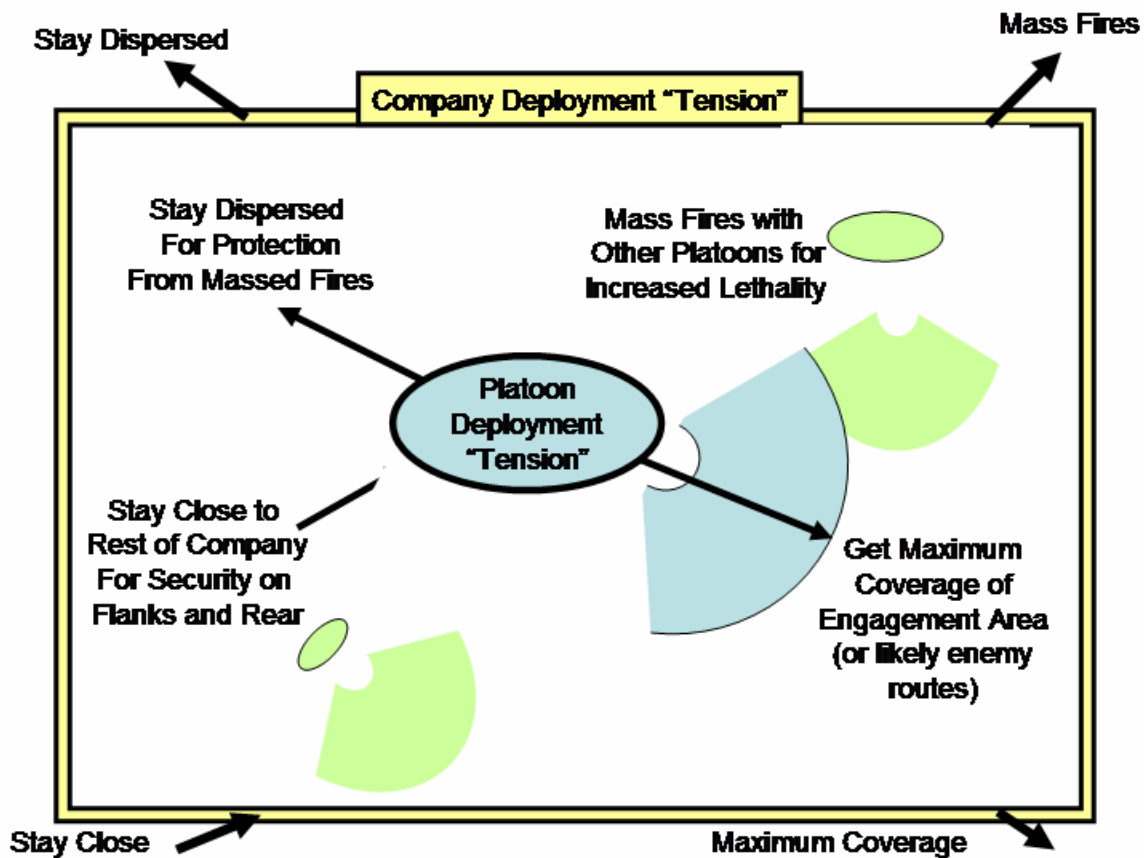 Stay Dispersed
Mass Fires
Company Deployment “Tension”
Stay Dispersed
For Protection
From Massed Fires
Mass Fires with
Other Platoons for
Increased Lethality
Platoon
Deployment
“Tension”
Stay Close to
Rest of Company
For Security on
Flanks and Rear
Get Maximum
Coverage of
Engagement Area
(or likely enemy
routes)
Stay Close
Maximum Coverage